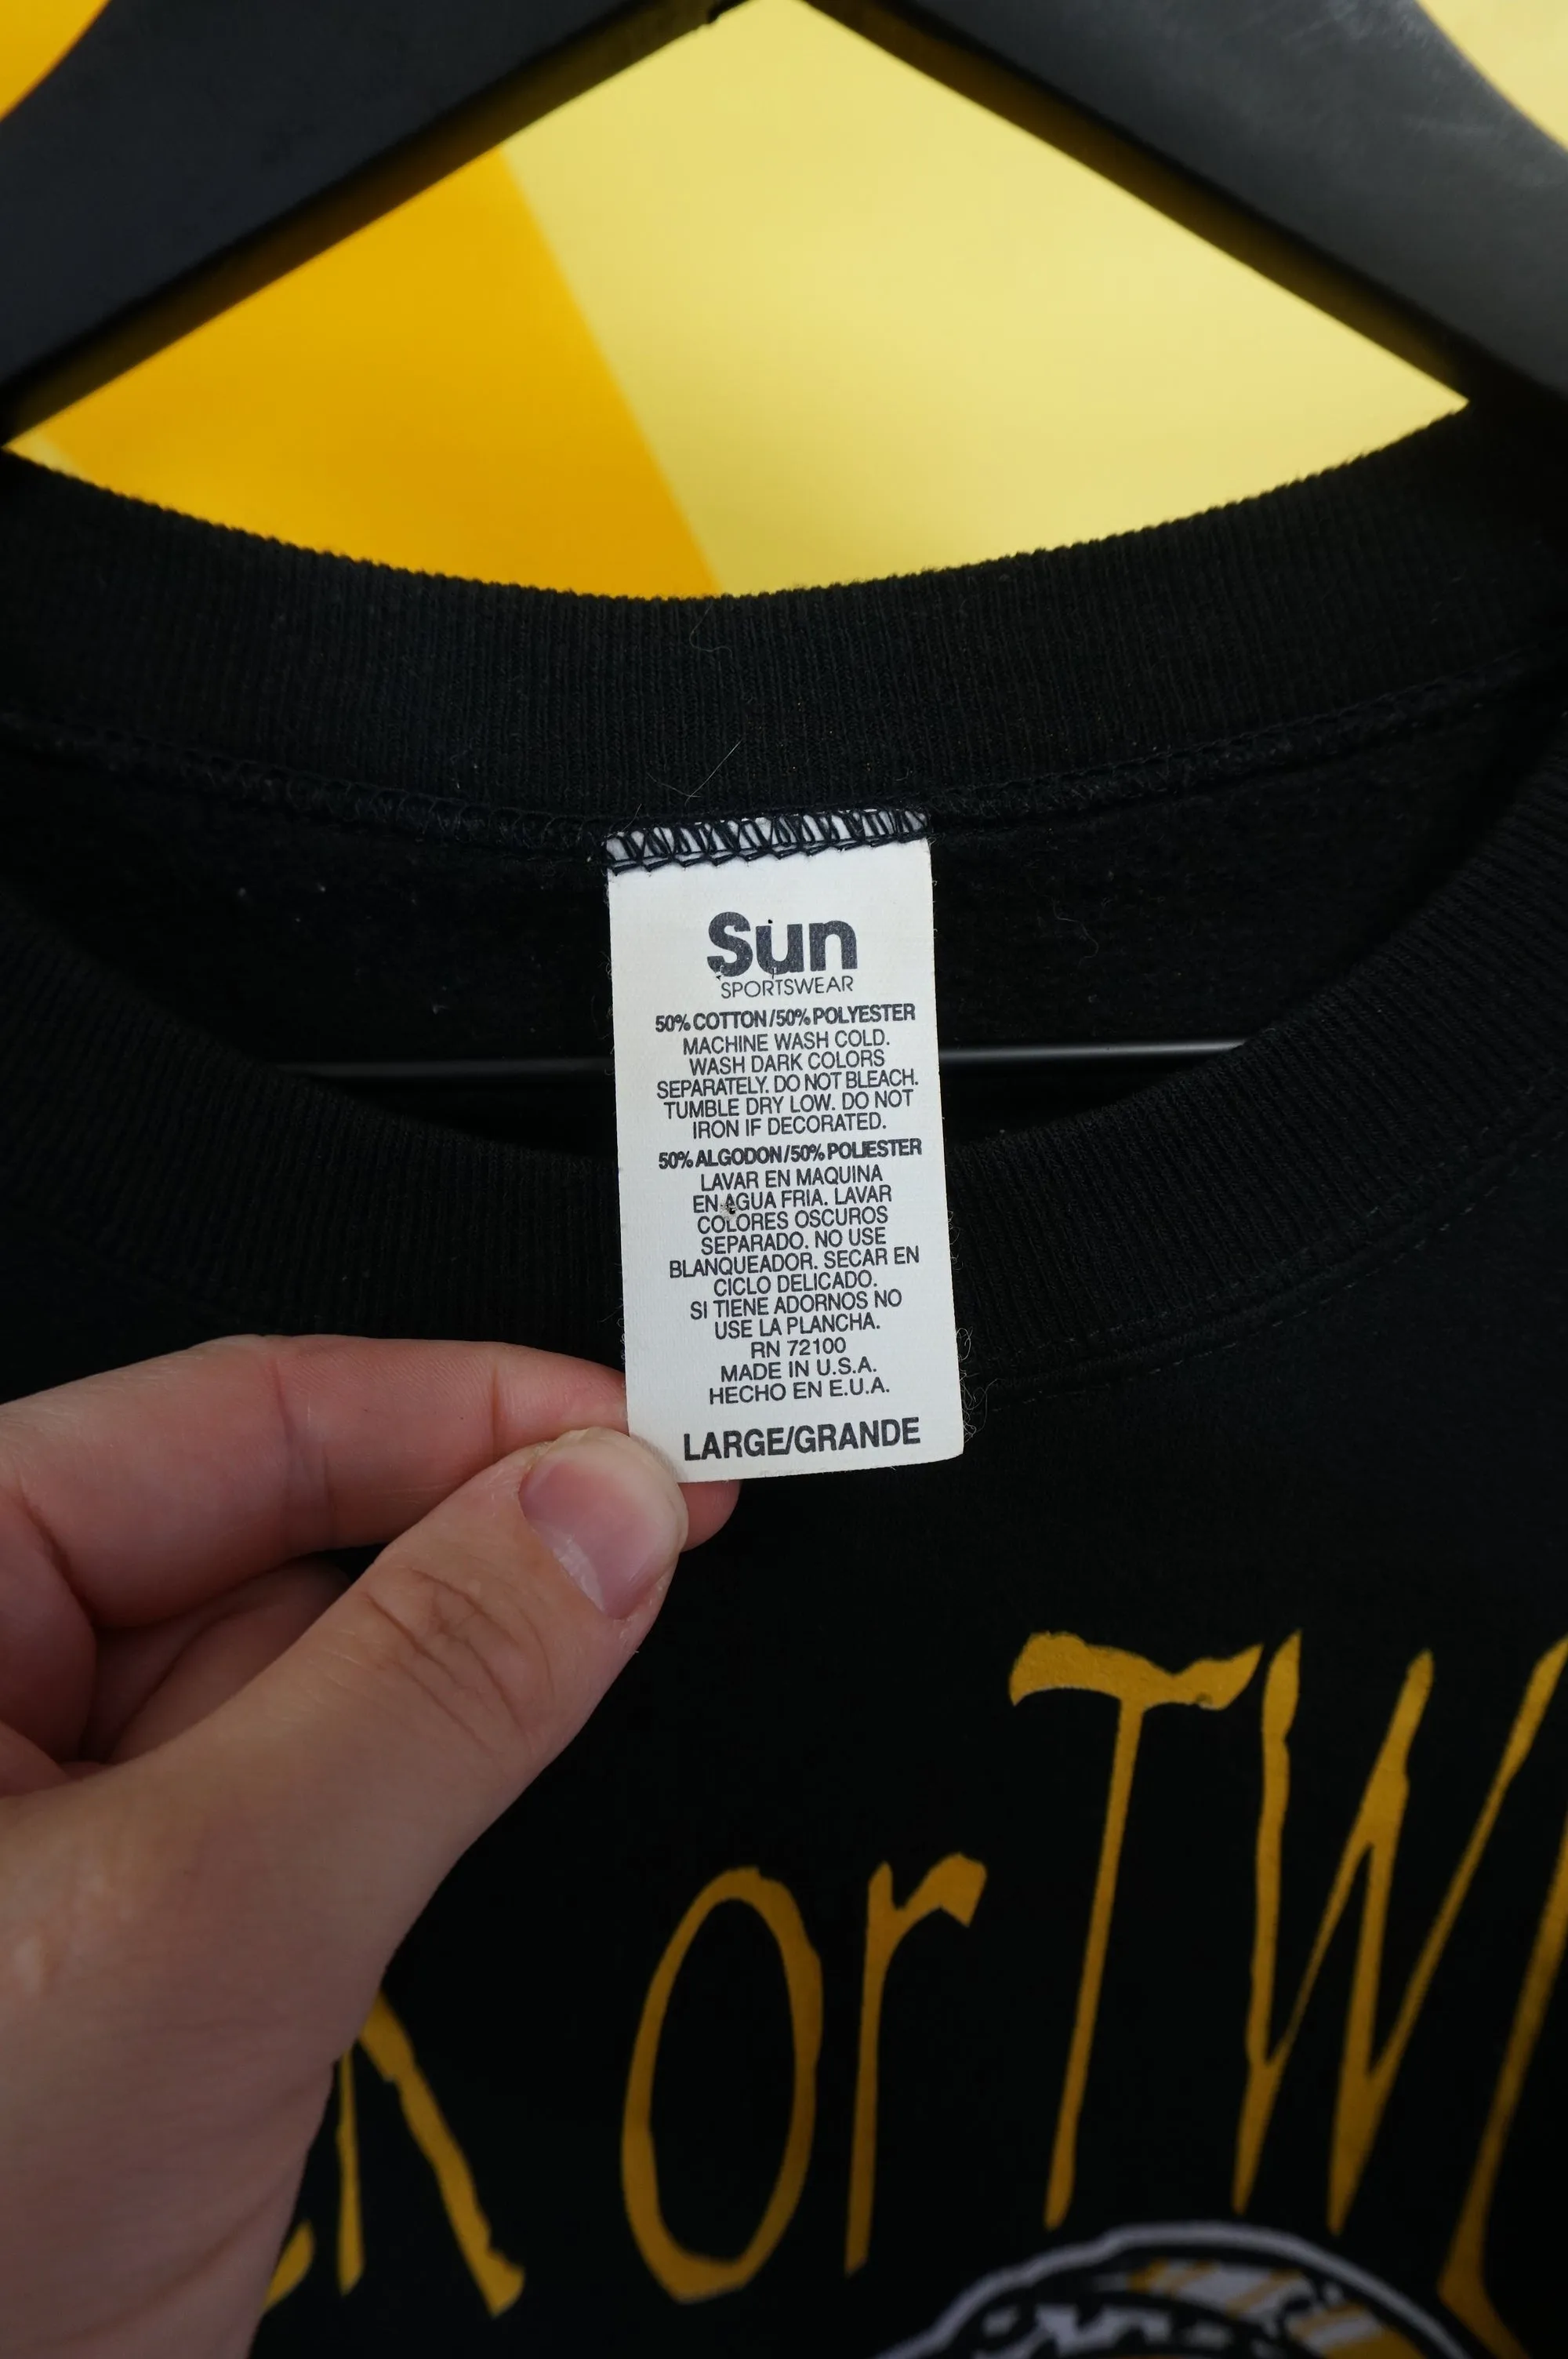 Sun
SPORTSWEAR
50% COTTON/50% POLYESTER
MACHINE WASH COLD.
WASH DARK COLORS
SEPARATELY. DO NOT BLEACH.
TUMBLE DRY LOW. DO NOT
IRON IF DECORATED.
50% ALGODON/50% POLIESTER
LAVAR EN MAQUINA
EN AGUA FRIA. LAVAR
COLORES OSCUROS
SEPARADO. NO USE
BLANQUEADOR. SECAR EN
CICLO DELICADO.
SI TIENE ADORNOS NO
USE LA PLANCHA.
RN 72100
MADE IN U.S.A.
HECHO EN E.U.A.
LARGE/GRANDE
or TW